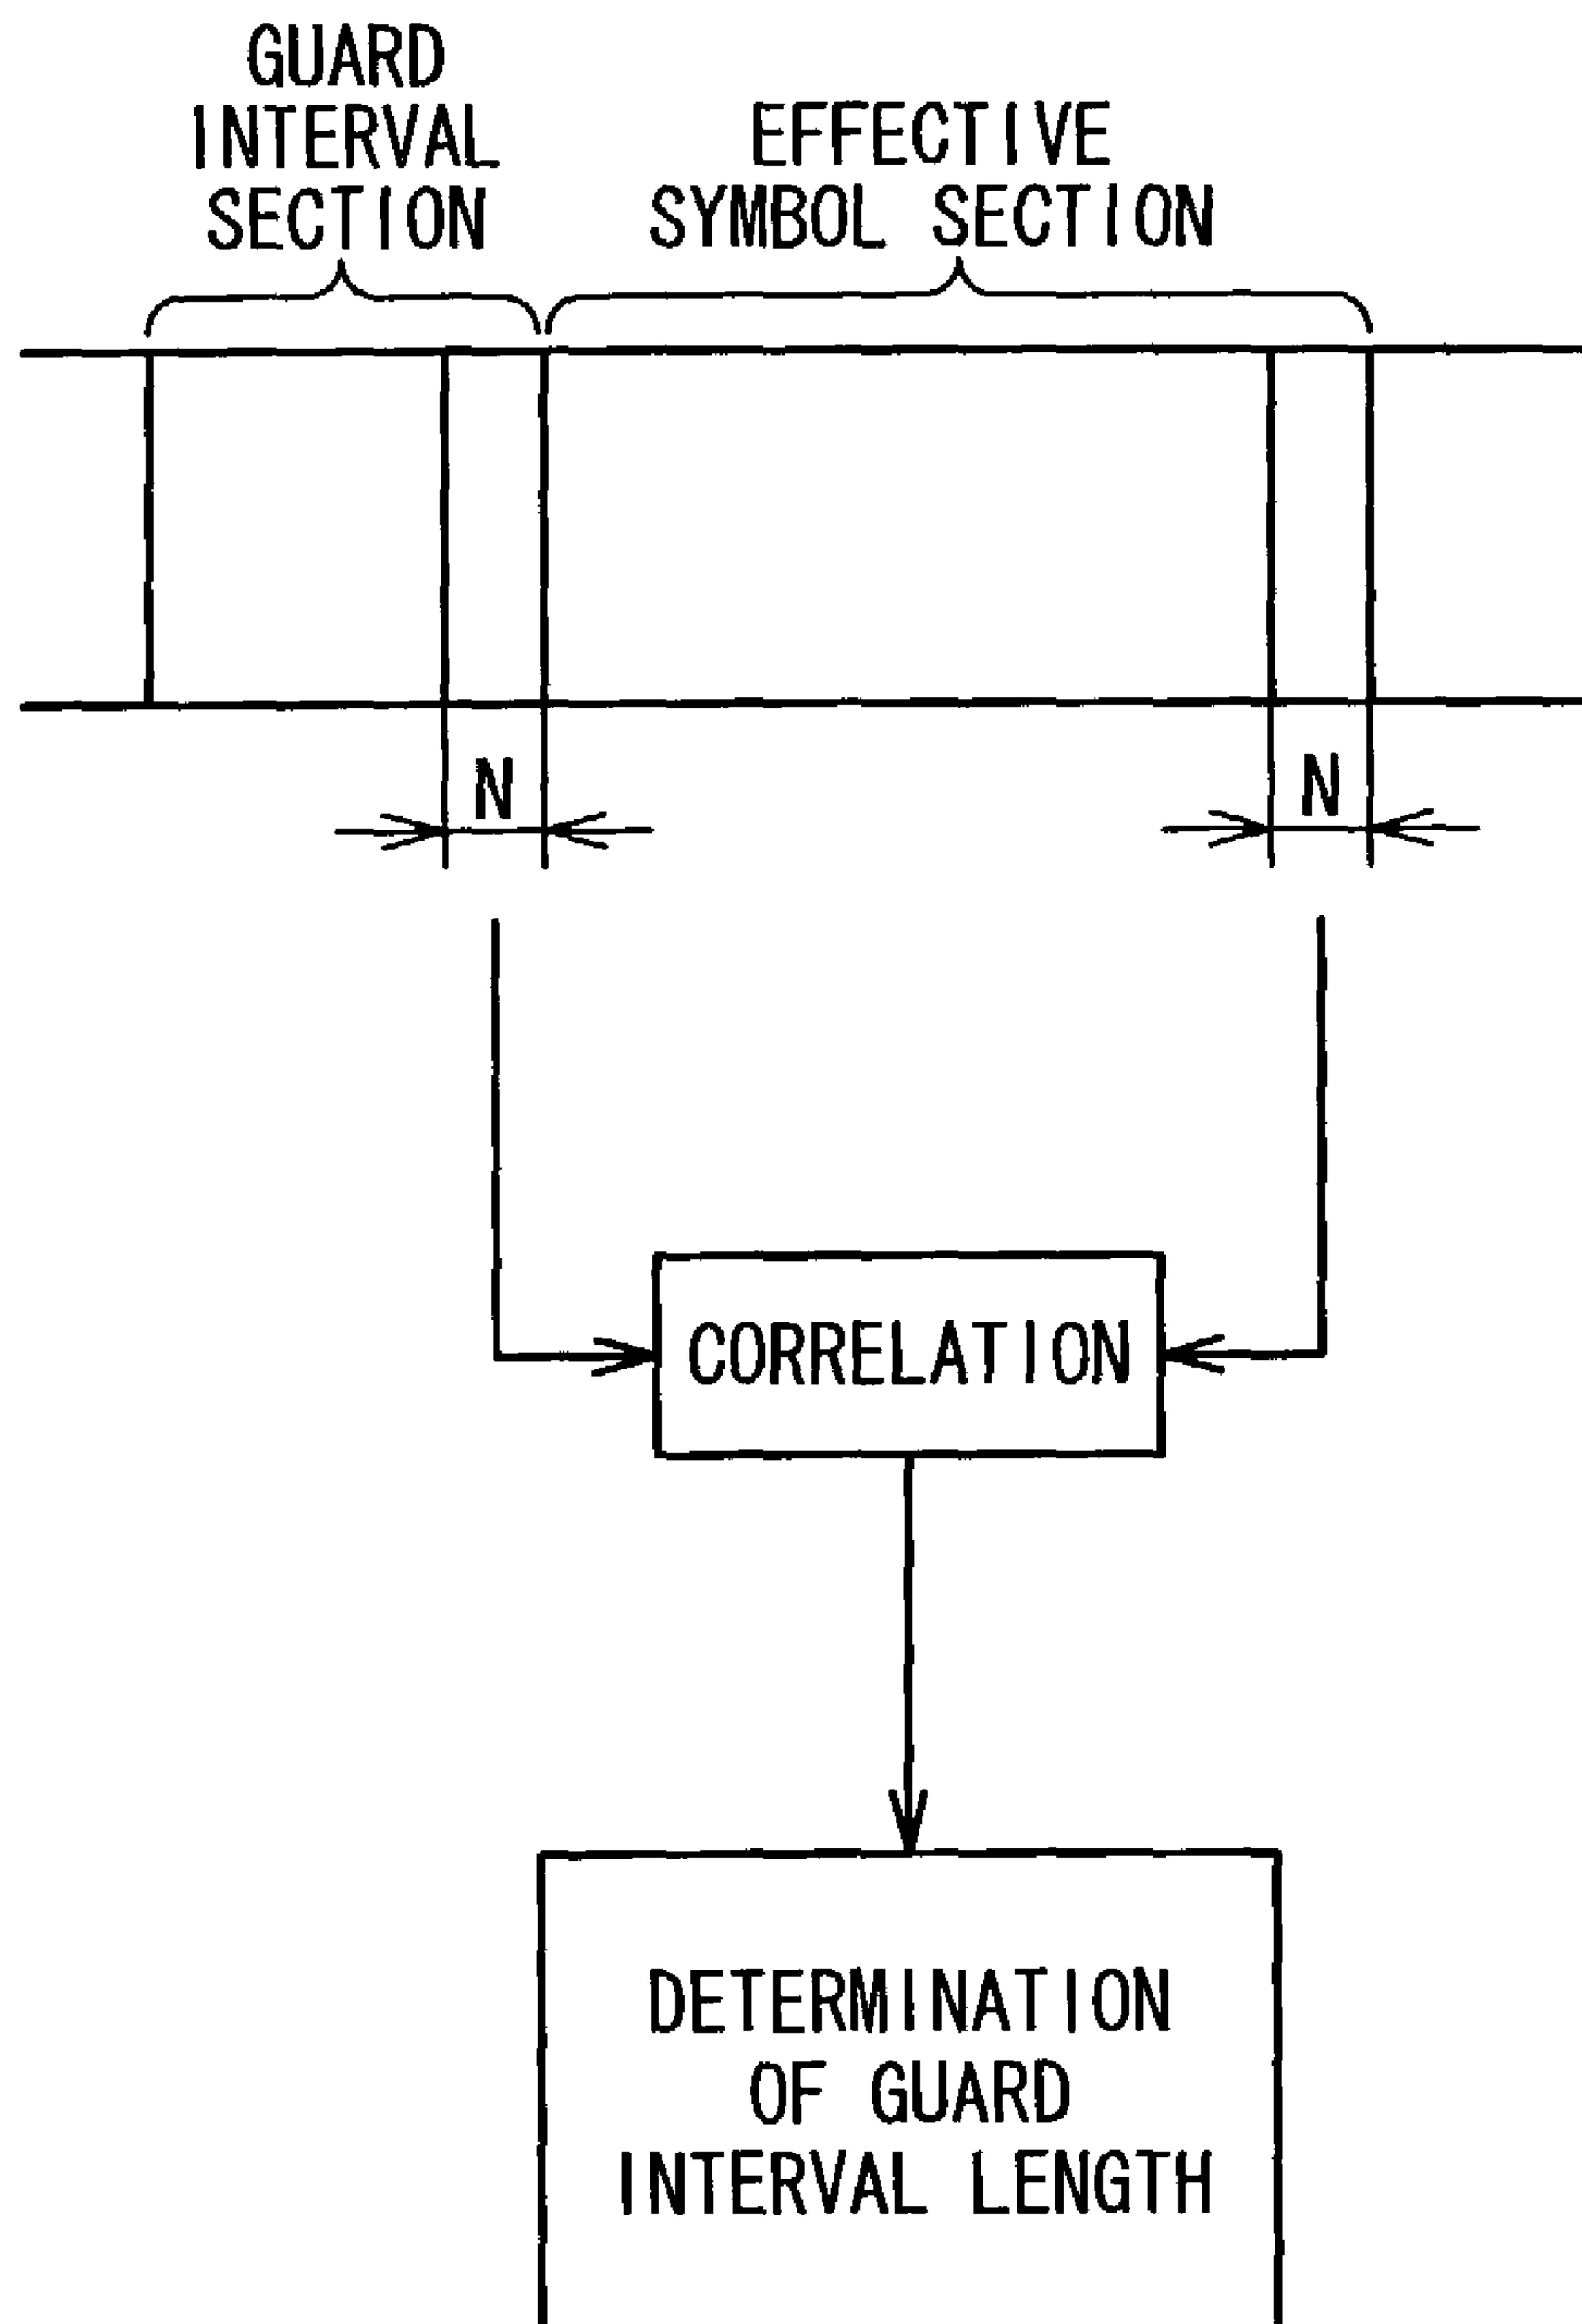 GUARD
INTERVAL
SECTION
EFFECTIVE
SYMBOL SECTION
N
N
CORRELATION
DETERMINATION
OF GUARD
INTERVAL LENGTH